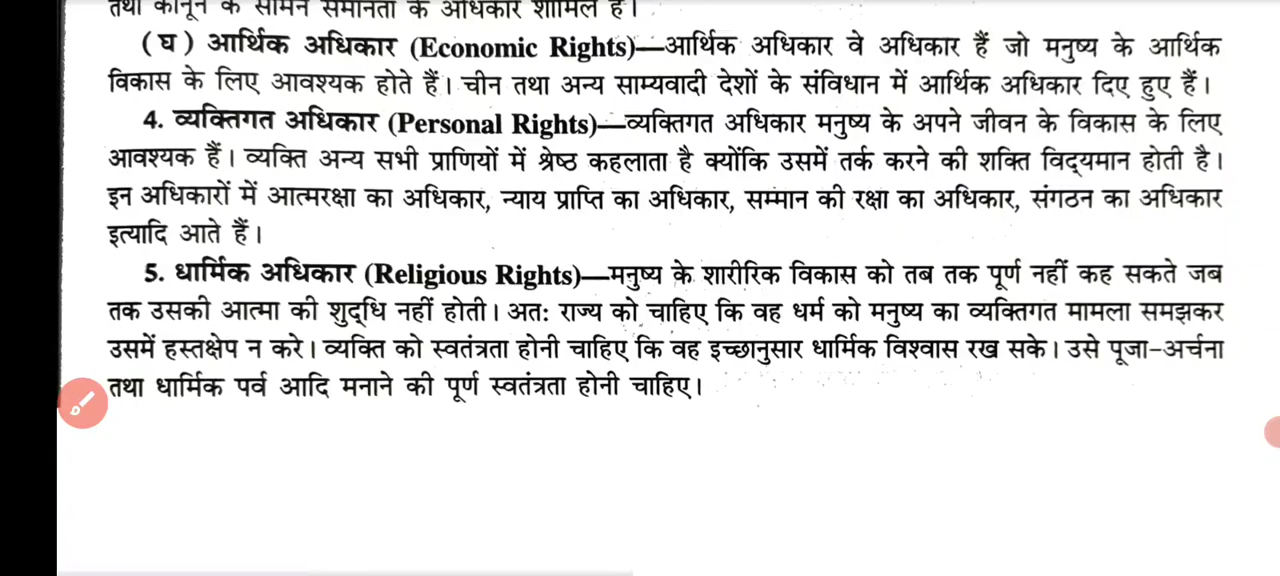 तथा कानून के सामने समानता के अधिकार शामिल हैं।
(घ) आर्थिक अधिकार (Economic Rights)—आर्थिक अधिकार वे अधिकार हैं जो मनुष्य के आर्थिक
विकास के लिए आवश्यक होते हैं। चीन तथा अन्य साम्यवादी देशों के संविधान में आर्थिक अधिकार दिए हुए हैं।
4. व्यक्तिगत अधिकार (Personal Rights)—व्यक्तिगत अधिकार मनुष्य के अपने जीवन के विकास के लिए
आवश्यक हैं। व्यक्ति अन्य सभी प्राणियों में श्रेष्ठ कहलाता है क्योंकि उसमें तर्क करने की शक्ति विद्यमान होती है।
इन अधिकारों में आत्मरक्षा का अधिकार, न्याय प्राप्ति का अधिकार, सम्मान की रक्षा का अधिकार, संगठन का अधिकार
इत्यादि आते हैं।
5. धार्मिक अधिकार (Religious Rights)—मनुष्य के शारीरिक विकास को तब तक पूर्ण नहीं कह सकते जब
तक उसकी आत्मा की शुद्धि नहीं होती। अतः राज्य को चाहिए कि वह धर्म को मनुष्य का व्यक्तिगत मामला समझकर
उसमें हस्तक्षेप न करे। व्यक्ति को स्वतंत्रता होनी चाहिए कि वह इच्छानुसार धार्मिक विश्वास रख सके। उसे पूजा-अर्चना
तथा धार्मिक पर्व आदि मनाने की पूर्ण स्वतंत्रता होनी चाहिए।